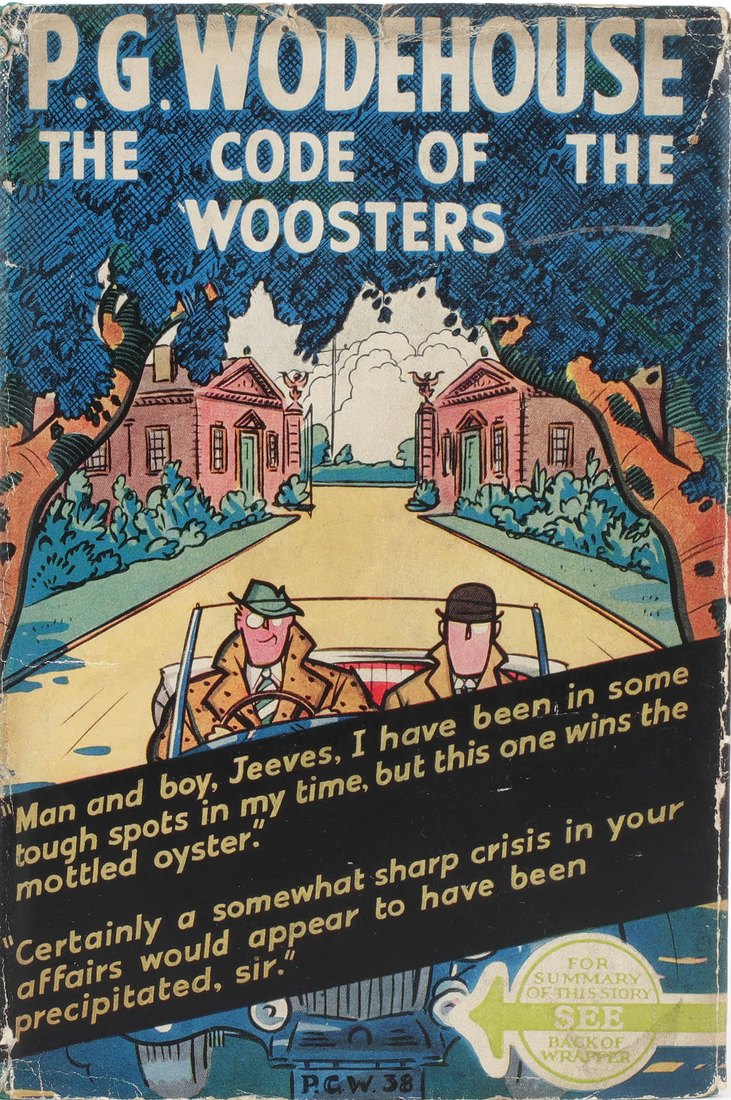 P.G. WODEHOUSE
THE CODE OF THE
WOOSTERS
"Man and boy, Jeeves, I have been in some
tough spots in my time, but this one wins the
mottled oyster."
"Certainly a somewhat sharp crisis in your
affairs would appear to have been
precipitated, sir."
FOR
SUMMARY
OF THIS STORY
SEE
BACK OF
WRAPPER
P.G.W. 38